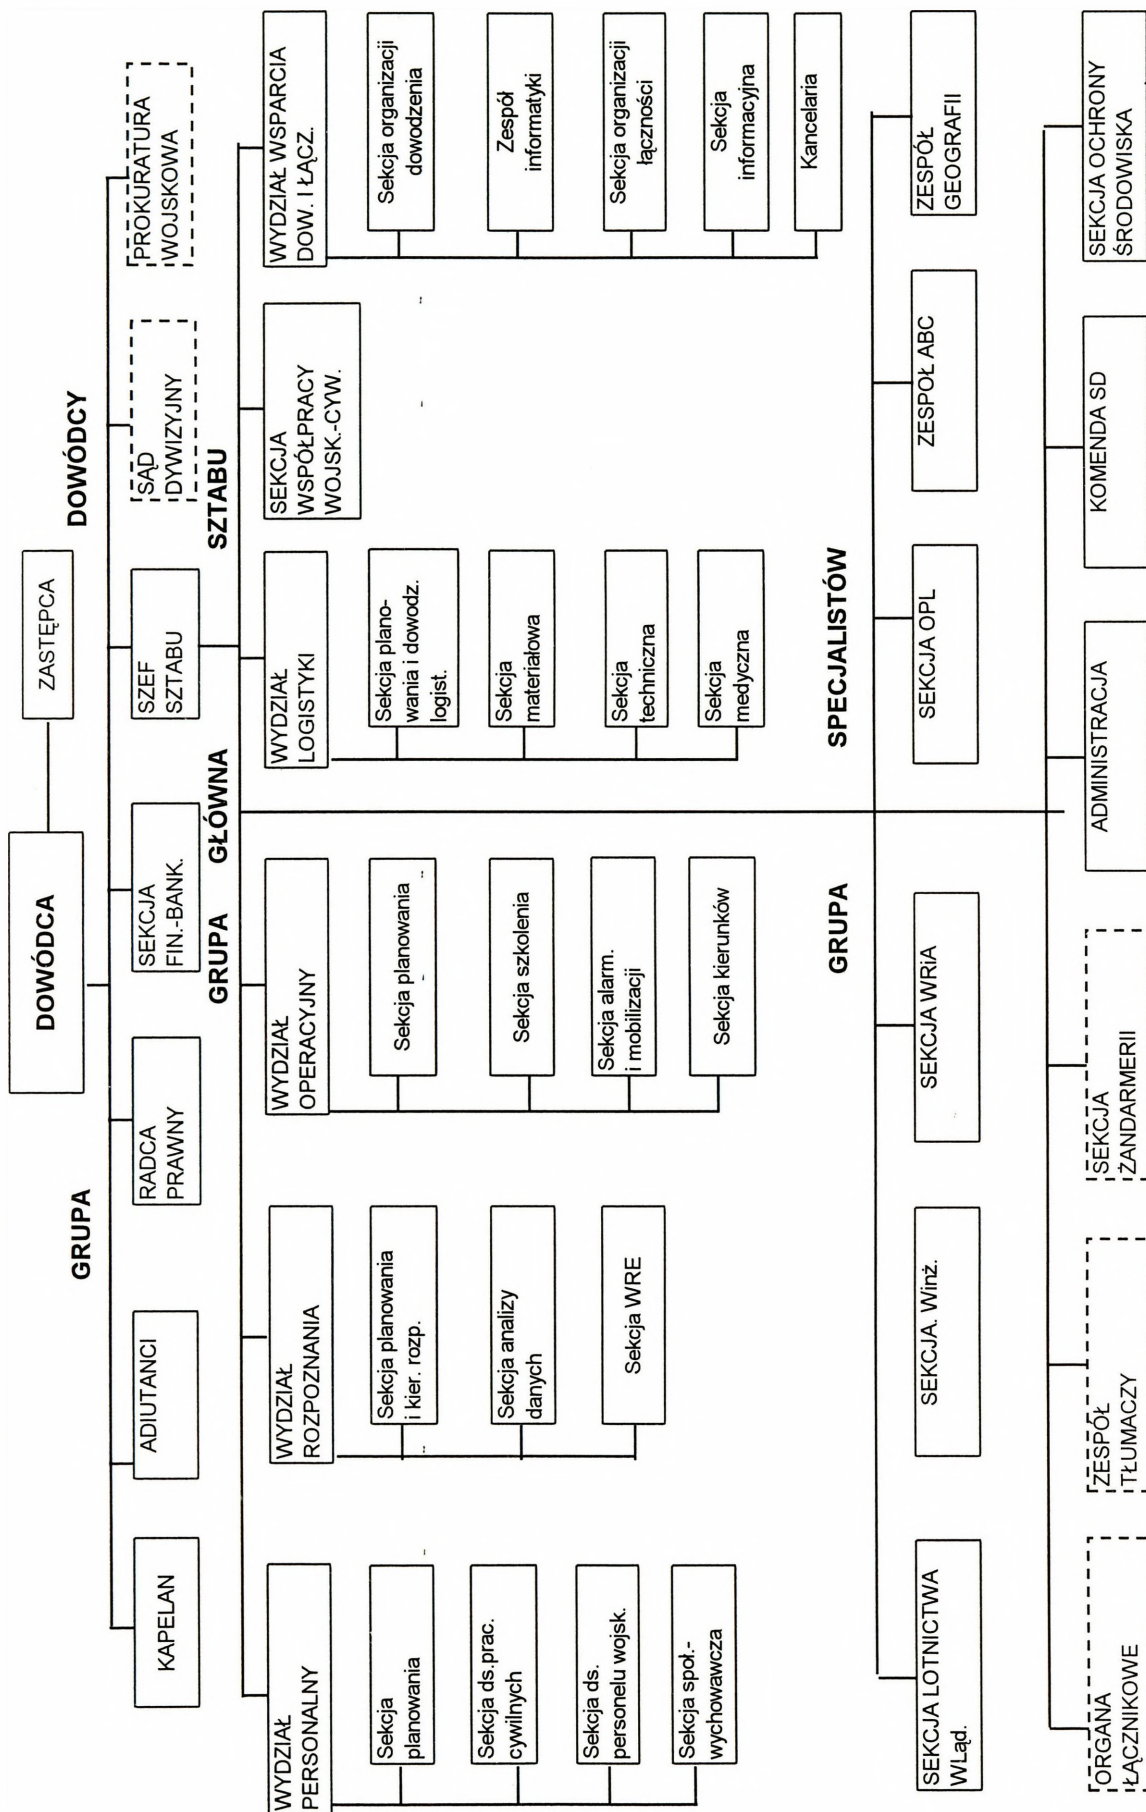 DOWÓDCA
ZASTĘPCA
GRUPA DOWÓDCY
KAPELAN
ADIUTANCI
RADCA
PRAWNY
SEKCJA
FIN.-BANK.
SZEF
SZTABU
SĄD
DYWIZYJNY
PROKURATURA
WOJSKOWA
GRUPA GŁÓWNA SZTABU
WYDZIAŁ
PERSONALNY
Sekcja
planowania
Sekcja ds.prac.
cywilnych
Sekcja ds.
personelu wojsk.
Sekcja społ.-
wychowawcza
WYDZIAŁ
ROZPOZNANIA
Sekcja planowania
i kier. rozp.
Sekcja analizy
danych
Sekcja WRE
WYDZIAŁ
OPERACYJNY
Sekcja planowania
Sekcja szkolenia
Sekcja alarm.
i mobilizacji
Sekcja kierunków
WYDZIAŁ
LOGISTYKI
Sekcja plano-
wania i dowodz.
logist.
Sekcja
materiałowa
Sekcja
techniczna
Sekcja
medyczna
SEKCJA
WSPÓŁPRACY
WOJSK.-CYW.
WYDZIAŁ WSPARCIA
DOW. I ŁĄCZ.
Sekcja organizacji
dowodzenia
Zespół
informatyki
Sekcja organizacji
łączności
Sekcja
informacyjna
Kancelaria
GRUPA SPECJALISTÓW
SEKCJA LOTNICTWA
WLąd.
SEKCJA. Winż.
SEKCJA WRiA
SEKCJA OPL
ZESPOŁ ABC
ZESPÓŁ
GEOGRAFII
ORGANA
ŁĄCZNIKOWE
ZESPÓŁ
TŁUMACZY
SEKCJA
ŻANDARMERII
ADMINISTRACJA
KOMENDA SD
SEKCJA OCHRONY
ŚRODOWISKA